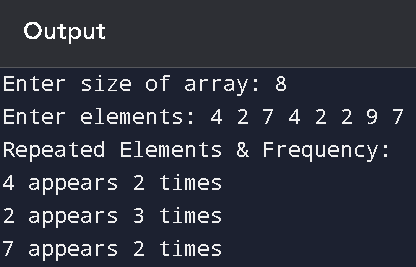 Output
Enter size of array: 8
Enter elements: 4 2 7 4 2 2 9 7
Repeated Elements & Frequency:
4 appears 2 times
2 appears 3 times
7 appears 2 times